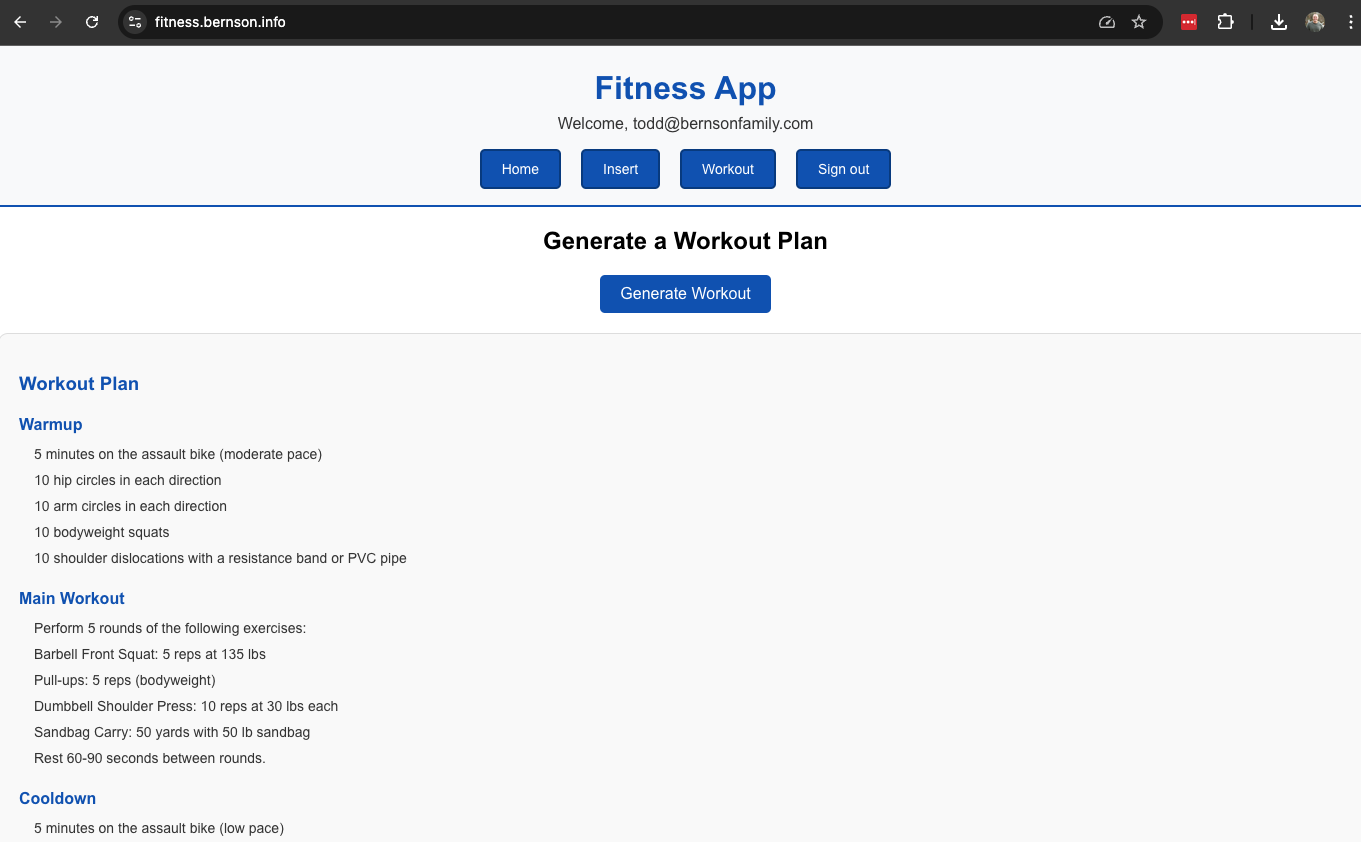 fitness.bernson.info
Fitness App
Welcome, todd@bernsonfamily.com
Home Insert Workout Sign out
Generate a Workout Plan
Generate Workout
Workout Plan
Warmup
5 minutes on the assault bike (moderate pace)
10 hip circles in each direction
10 arm circles in each direction
10 bodyweight squats
10 shoulder dislocations with a resistance band or PVC pipe
Main Workout
Perform 5 rounds of the following exercises:
Barbell Front Squat: 5 reps at 135 lbs
Pull-ups: 5 reps (bodyweight)
Dumbbell Shoulder Press: 10 reps at 30 lbs each
Sandbag Carry: 50 yards with 50 lb sandbag
Rest 60-90 seconds between rounds.
Cooldown
5 minutes on the assault bike (low pace)